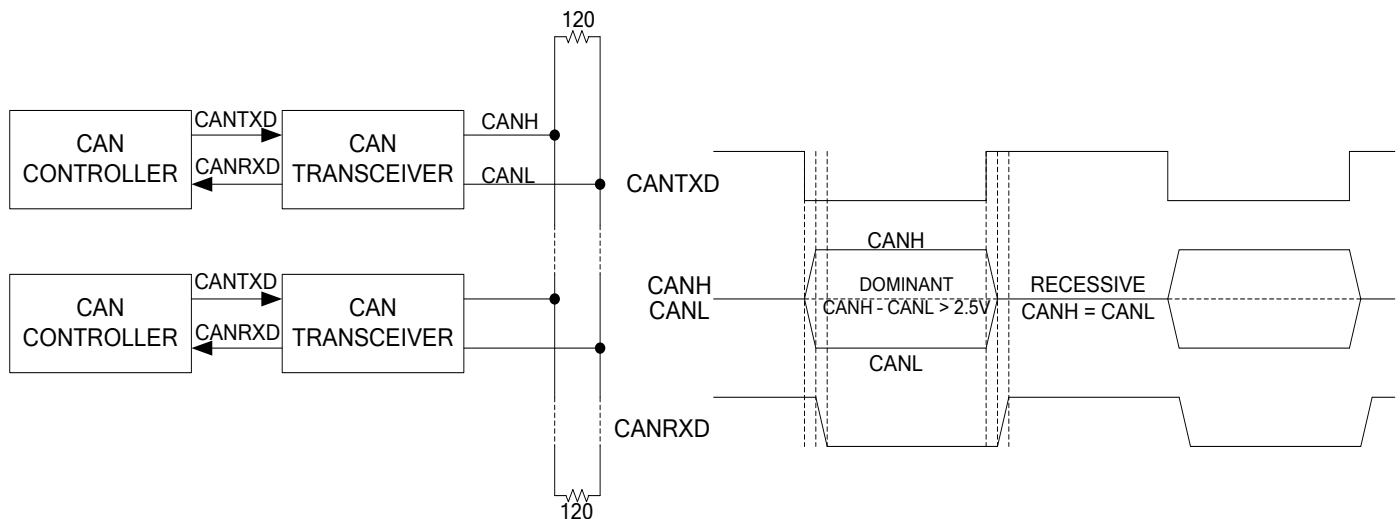 120
CAN
CONTROLLER
CANTXD
CANRXD
CAN
TRANSCEIVER
CANH
CANL
CAN
CONTROLLER
CANTXD
CANRXD
CAN
TRANSCEIVER
120
CANTXD
CANH
CANL
CANH
DOMINANT
CANH - CANL > 2.5V
CANL
RECESSIVE
CANH = CANL
CANRXD